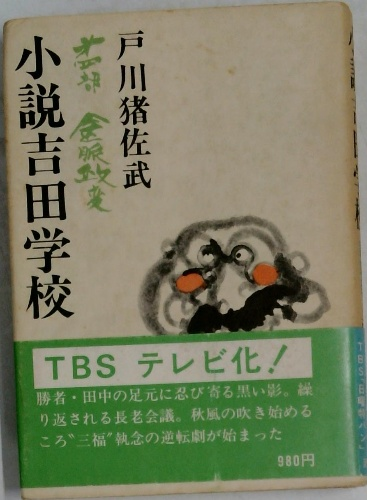 戸川猪佐武
第四部 金脈政変
小説吉田学校
TBS テレビ化!
勝者・田中の足元に忍び寄る黒い影。繰
り返される長老会議。秋風の吹き始める
ころ“三福”執念の逆転劇が始まった
980円